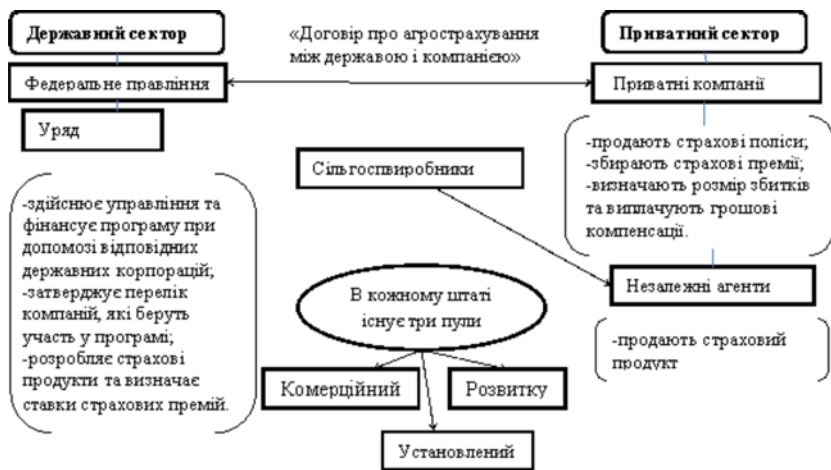 Державний сектор
«Договір про агрострахування
між державою і компанією»
Приватний сектор
Федеральне правління
Приватні компанії
Уряд
-продають страхові поліси;
-збирають страхові премії;
-визначають розмір збитків
та виплачують грошові
компенсації.
Сільгоспвиробники
-здійснює управління та
фінансує програму при
допомозі відповідних
державних корпорацій;
-затверджує перелік
компаній, які беруть
участь у програмі;
-розробляє страхові
продукти та визначає
ставки страхових премій.
Незалежні агенти
-продають страховий
продукт
В кожному штаті
існує три пули
Комерційний
Розвитку
Установлений